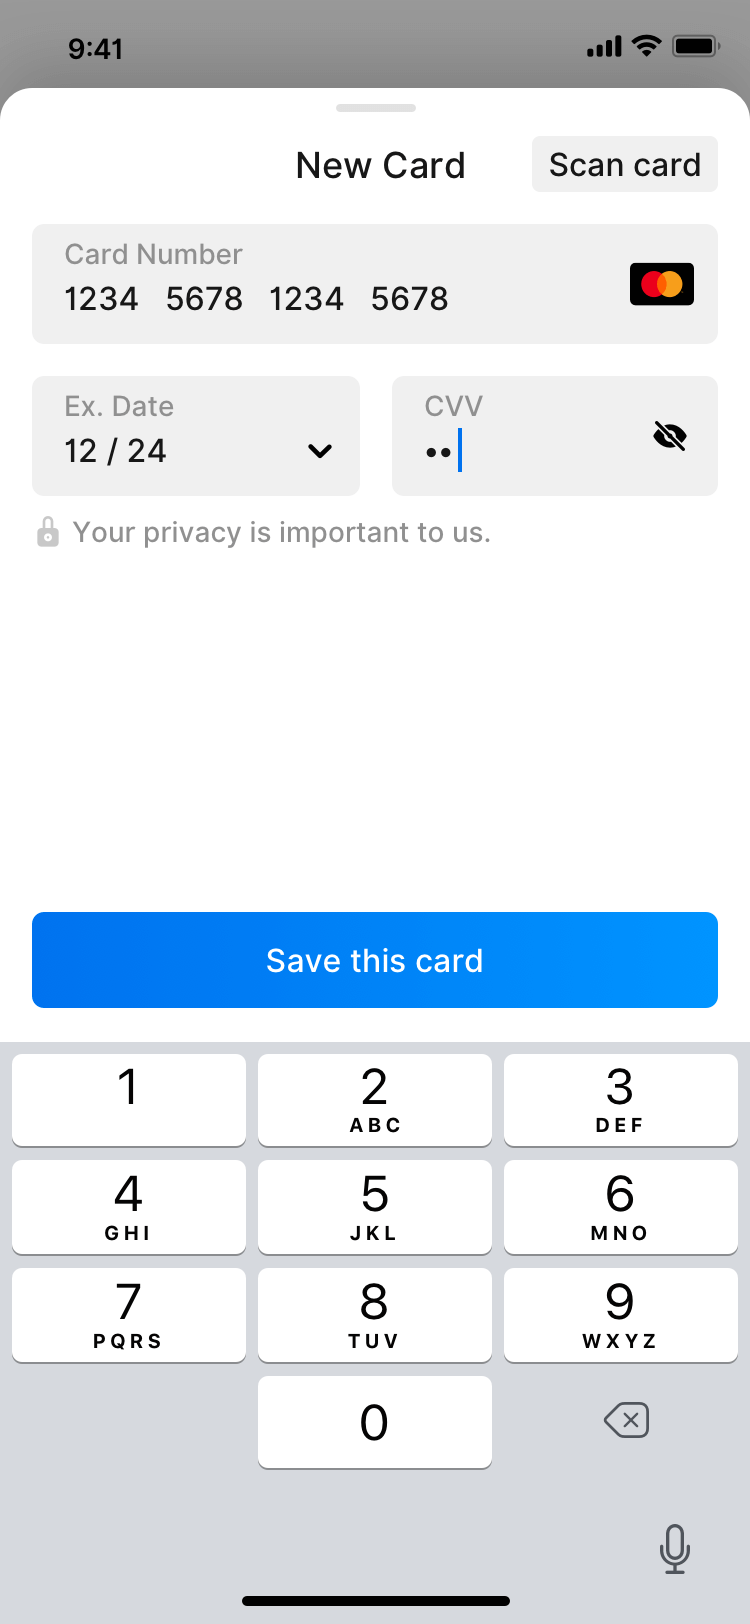 9:41
New Card
Scan card
Card Number
1234 5678 1234 5678
Ex. Date
12 / 24
CVV
••
Your privacy is important to us.
Save this card
1
2
ABC
3
DEF
4
GHI
5
JKL
6
MNO
7
PQRS
8
TUV
9
WXYZ
0